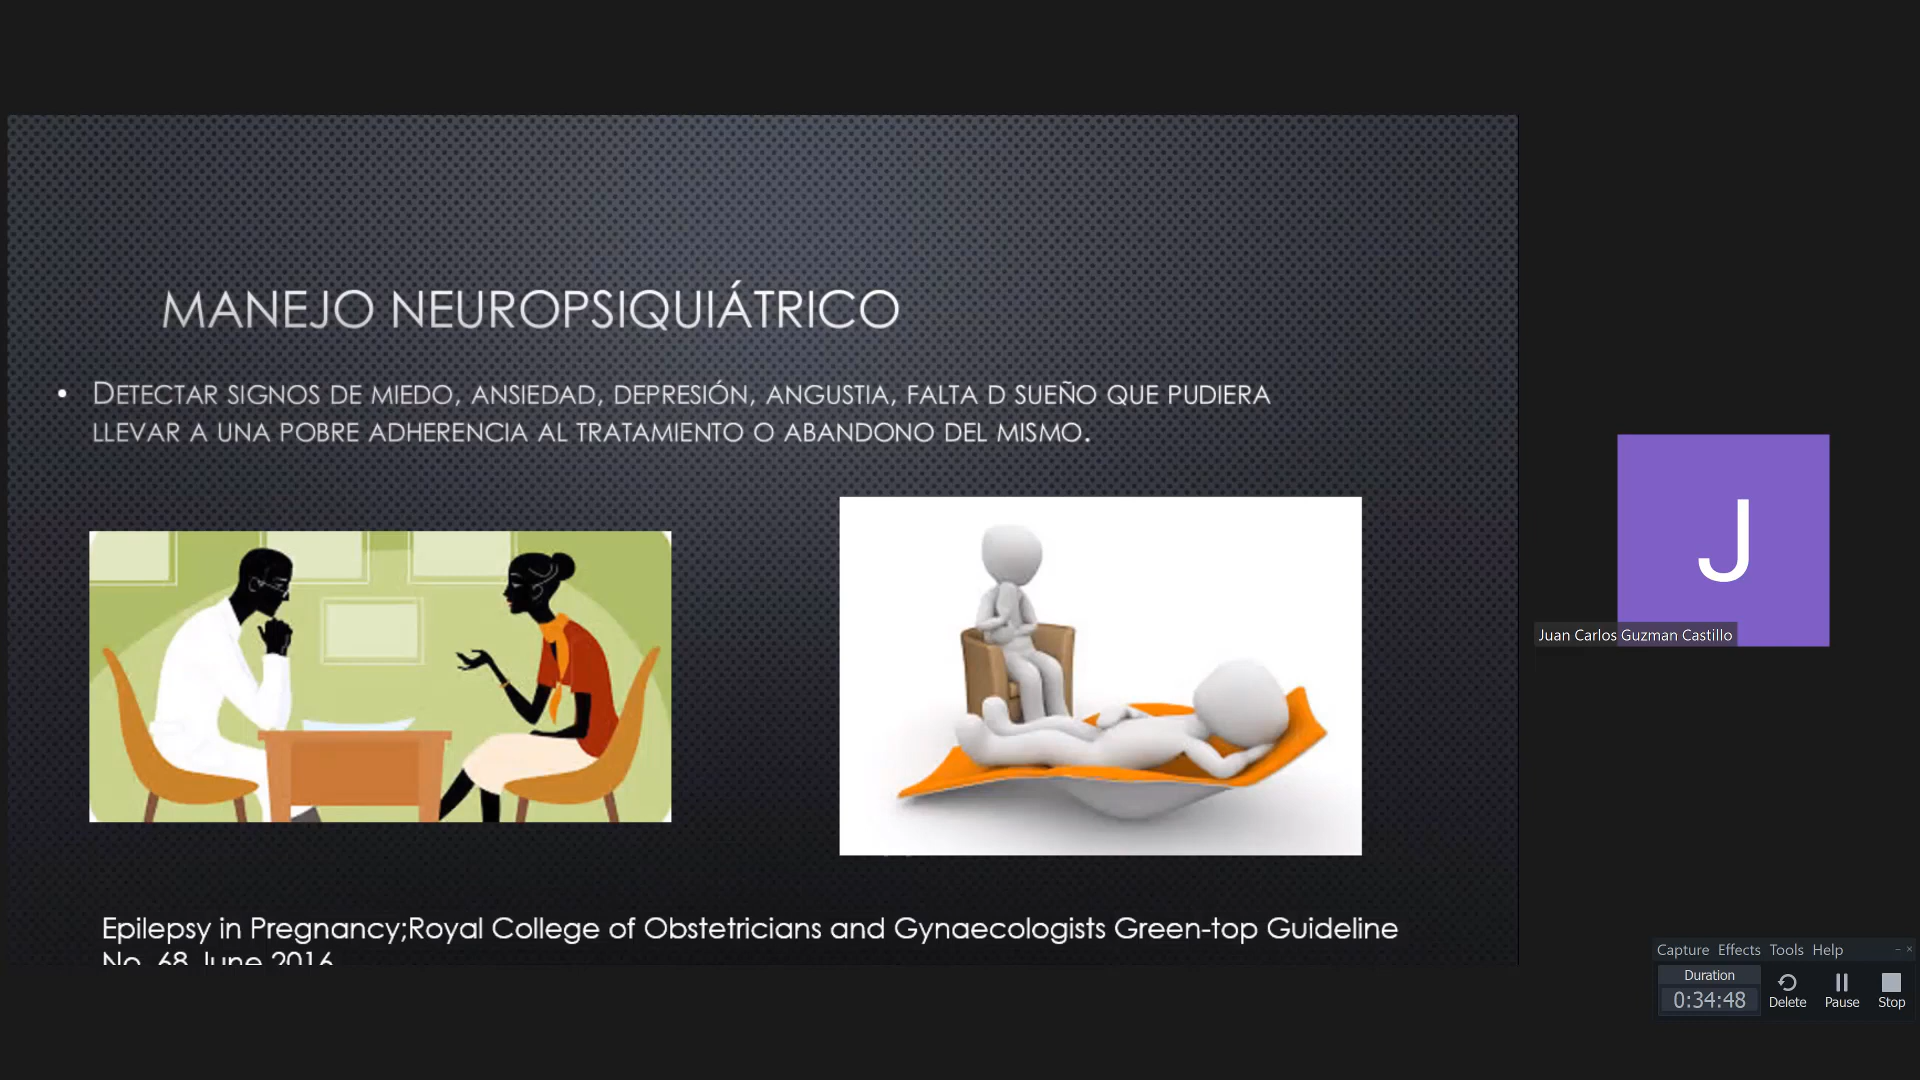 MANEJO NEUROPSIQUIÁTRICO
• DETECTAR SIGNOS DE MIEDO, ANSIEDAD, DEPRESIÓN, ANGUSTIA, FALTA D SUEÑO QUE PUDIERA
LLEVAR A UNA POBRE ADHERENCIA AL TRATAMIENTO O ABANDONO DEL MISMO.
Epilepsy in Pregnancy;Royal College of Obstetricians and Gynaecologists Green-top Guideline
No. 68 June 2016
J
Juan Carlos Guzman Castillo
Capture Effects Tools Help
Duration
0:34:48
Delete Pause Stop